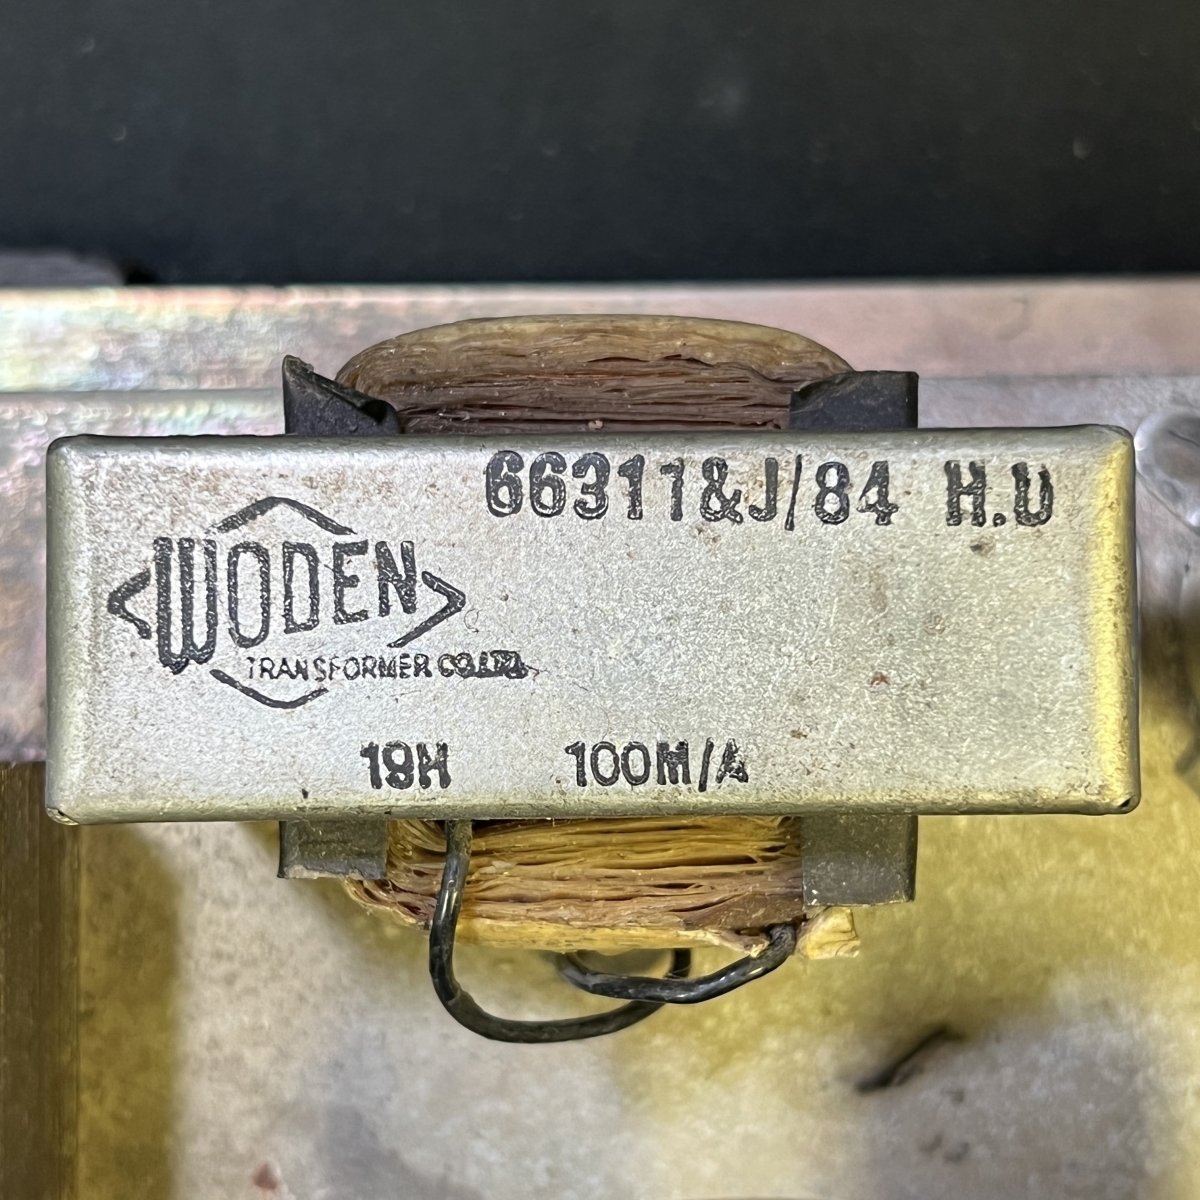 66311&J/84 H.U
WODEN
TRANSFORMER CO. LTD.
19H 100M/A